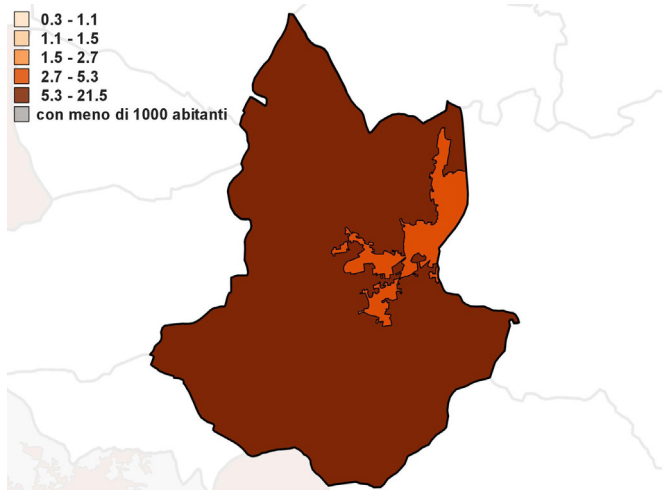 0.3 - 1.1
1.1 - 1.5
1.5 - 2.7
2.7 - 5.3
5.3 - 21.5
con meno di 1000 abitanti